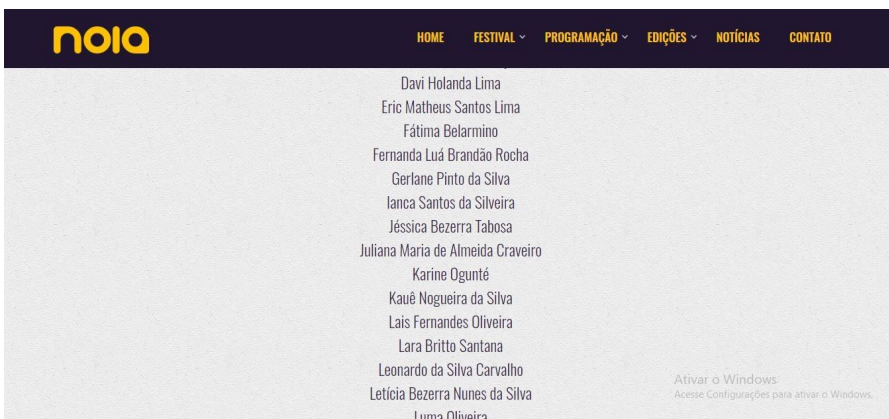 noia
HOME FESTIVAL PROGRAMAÇÃO EDIÇÕES NOTÍCIAS CONTATO
Davi Holanda Lima
Eric Matheus Santos Lima
Fátima Belarmino
Fernanda Luá Brandão Rocha
Gerlane Pinto da Silva
Ianca Santos da Silveira
Jéssica Bezerra Tabosa
Juliana Maria de Almeida Craveiro
Karine Ogunté
Kauê Nogueira da Silva
Lais Fernandes Oliveira
Lara Britto Santana
Leonardo da Silva Carvalho
Letícia Bezerra Nunes da Silva
Luma Oliveira
Ativar o Windows
Acesse Configurações para ativar o Windows.